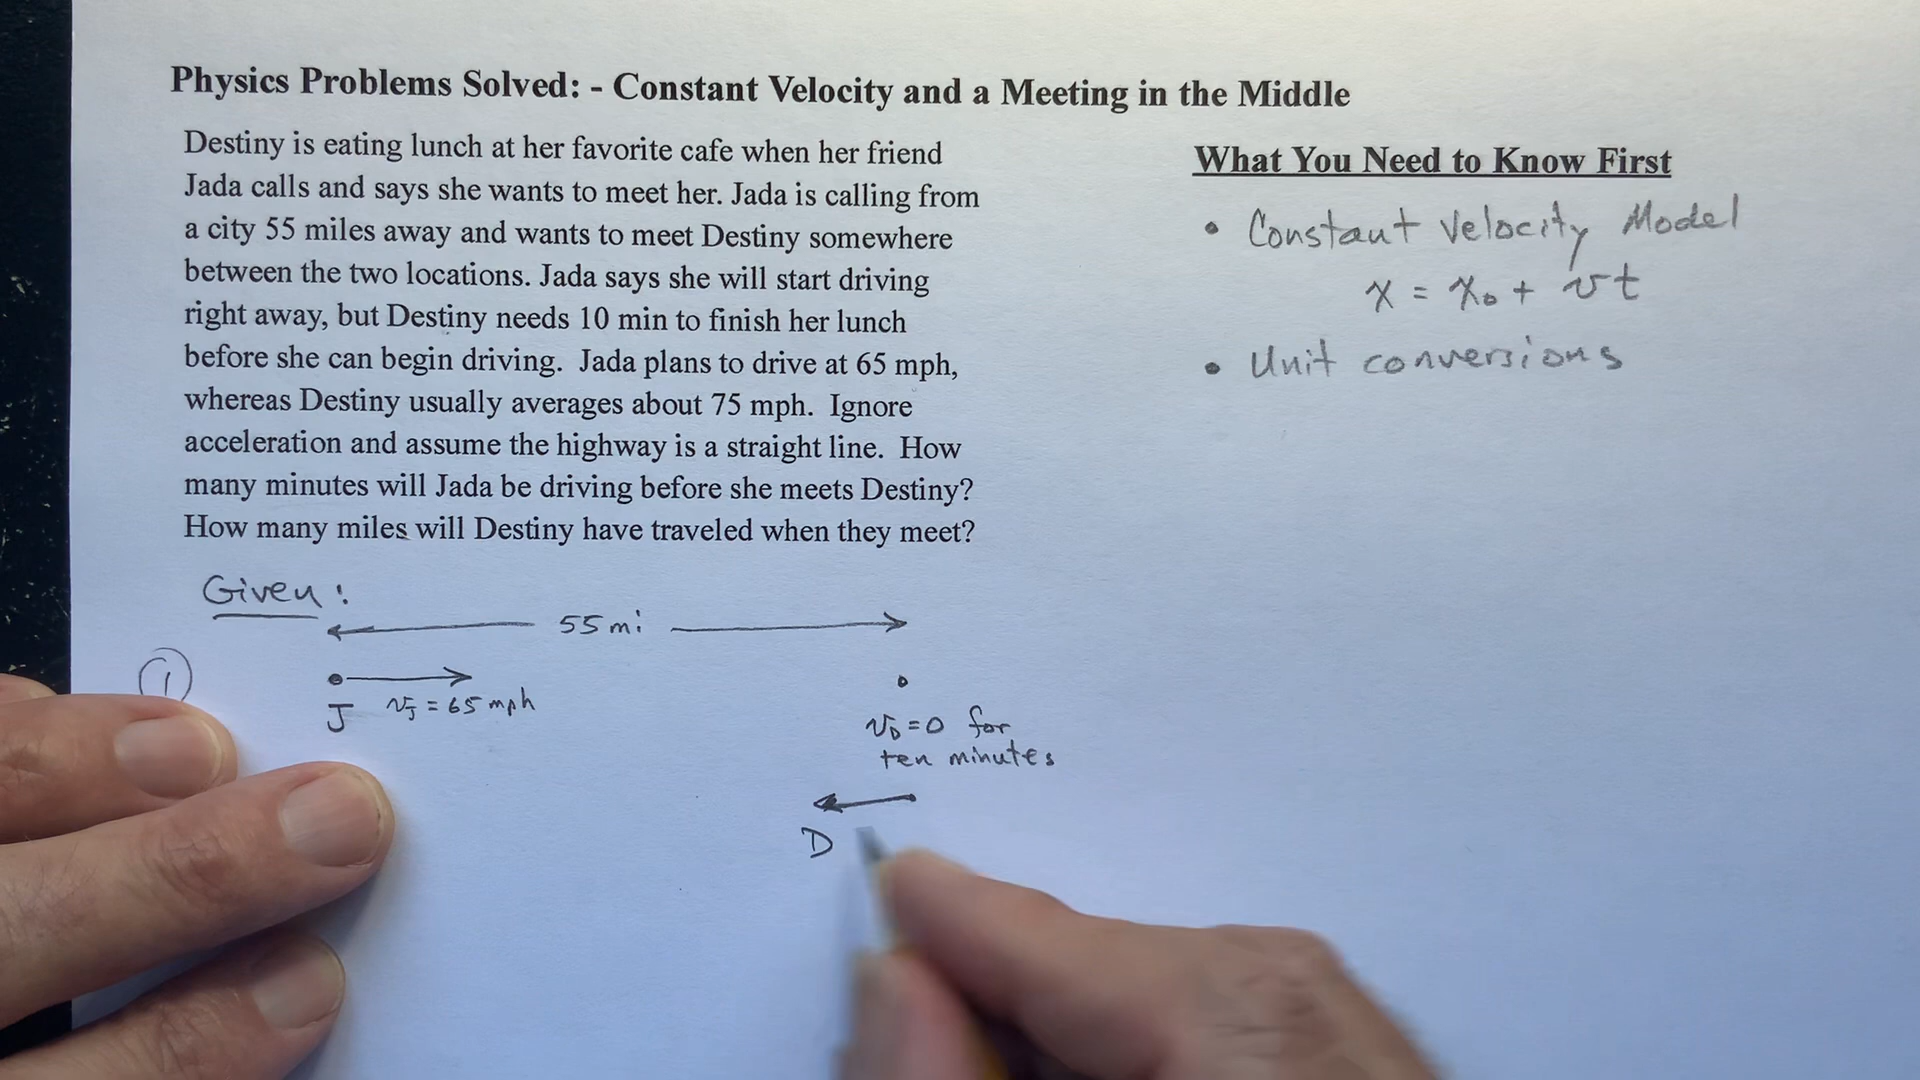 Physics Problems Solved: - Constant Velocity and a Meeting in the Middle
Destiny is eating lunch at her favorite cafe when her friend
Jada calls and says she wants to meet her. Jada is calling from
a city 55 miles away and wants to meet Destiny somewhere
between the two locations. Jada says she will start driving
right away, but Destiny needs 10 min to finish her lunch
before she can begin driving.  Jada plans to drive at 65 mph,
whereas Destiny usually averages about 75 mph.  Ignore
acceleration and assume the highway is a straight line.  How
many minutes will Jada be driving before she meets Destiny?
How many miles will Destiny have traveled when they meet?
What You Need to Know First
• Constant Velocity Model
x = x₀ + vt
• Unit conversions
Given:
55 mi
1
J
v_J = 65 mph
v_D = 0 for
ten minutes
D